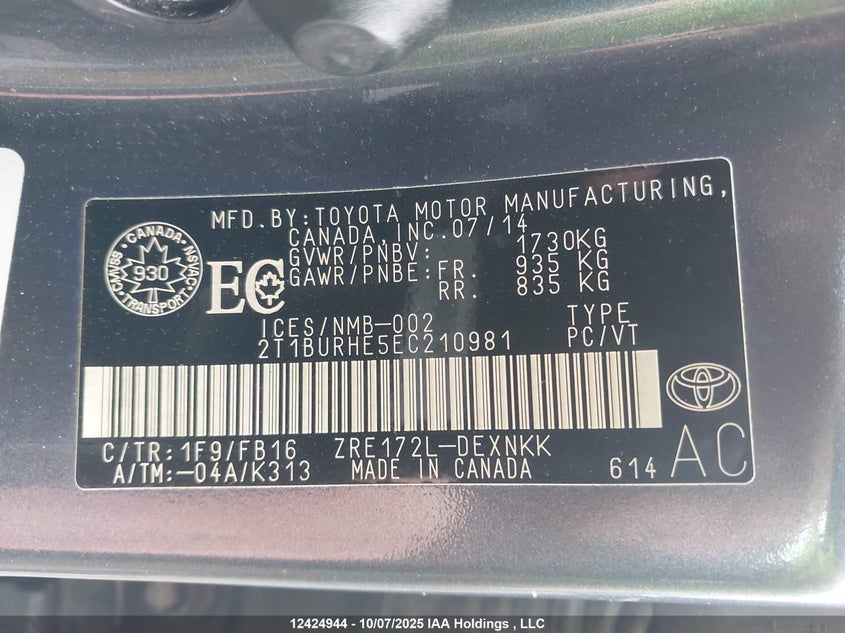 MFD.BY:TOYOTA MOTOR MANUFACTURING,
CANADA,INC.07/14
GVWR/PNBV: 1730KG
GAWR/PNBE:FR. 935 KG
RR. 835 KG
CANADA
CMVSS
NSVAC
930
TRANSPORT
EC
ICES/NMB-002
TYPE
2T1BURHE5EC210981
PC/VT
C/TR:1F9/FB16 ZRE172L-DEXNKK
A/TM:-04A/K313 MADE IN CANADA
614
AC
12424944 - 10/07/2025 IAA Holdings , LLC